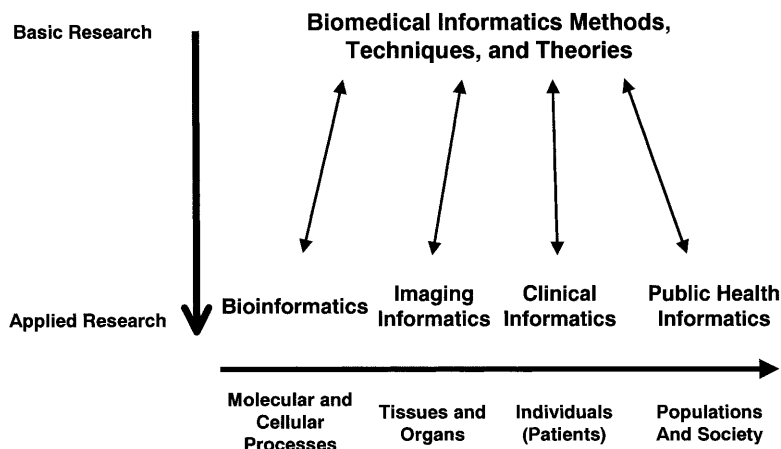 Basic Research
Biomedical Informatics Methods,
Techniques, and Theories
Applied Research
Bioinformatics
Imaging
Informatics
Clinical
Informatics
Public Health
Informatics
Molecular and
Cellular
Processes
Tissues and
Organs
Individuals
(Patients)
Populations
And Society